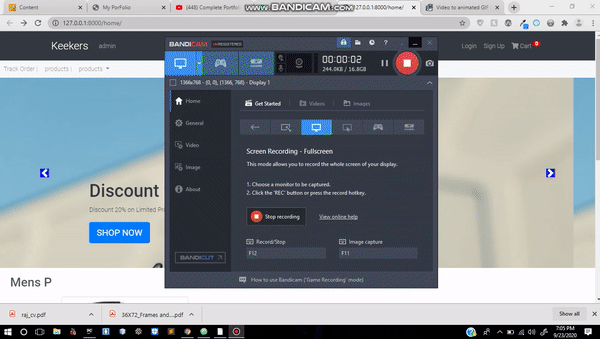 Content
My PorFolio
(448) Complete Portfo
WWW.BANDICAM.COM
127.0.0.1:8000/home/
Video to animated GIF
127.0.0.1:8000/home/
Keekers admin
Login Sign Up Cart 0
Track Order | products | products
BANDICAM UNREGISTERED
00:00:02
244.0KB / 16.8GB
REC
1366x768 - (0, 0), (1366, 768) - Display 1
Home
General
Video
Image
About
BANDICUT
Get Started Videos Images
Screen Recording - Fullscreen
This mode allows you to record the whole screen of your display.
1. Choose a monitor to be captured.
2. Click the 'REC' button or press the record hotkey.
Stop recording View online help
Record/Stop Image capture
F12 F11
How to use Bandicam ('Game Recording' mode)
Discount
Discount 20% on Limited Pro
SHOP NOW
Mens P
raj_cv.pdf
36X72_Frames and....pdf
Show all
7:05 PM
9/23/2020